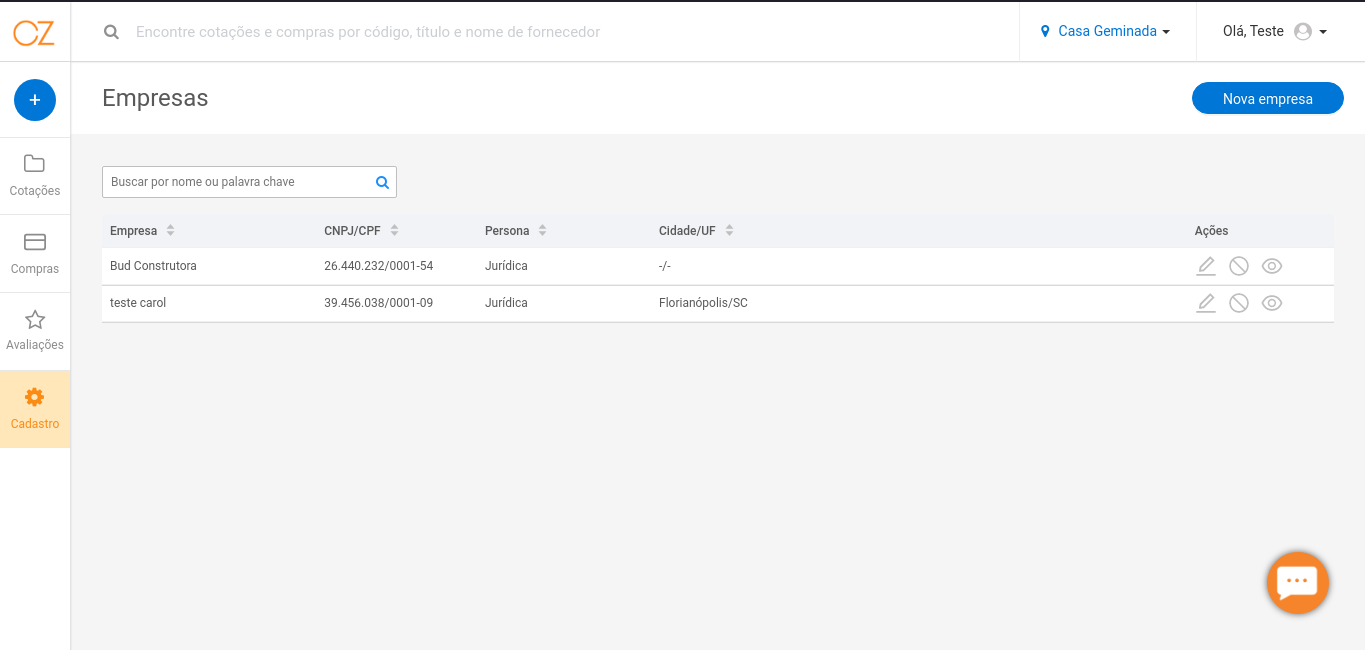 CZ
Encontre cotações e compras por código, título e nome de fornecedor
Casa Geminada
Olá, Teste
+
Empresas
Nova empresa
Cotações
Compras
Avaliações
Cadastro
Buscar por nome ou palavra chave
Empresa CNPJ/CPF Persona Cidade/UF Ações
Bud Construtora 26.440.232/0001-54 Jurídica -/-
teste carol 39.456.038/0001-09 Jurídica Florianópolis/SC